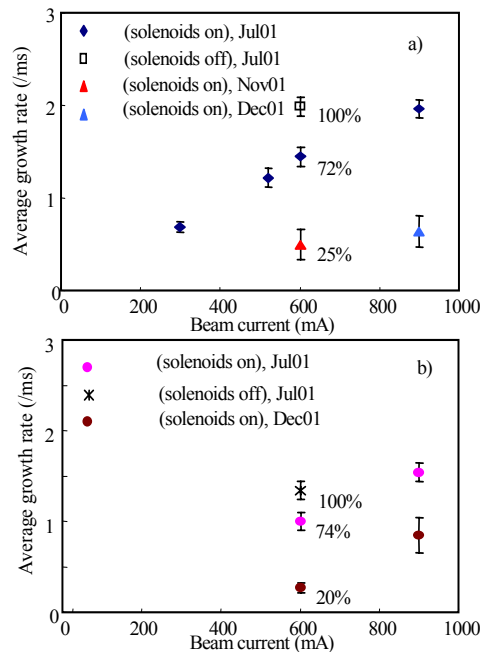 3
(solenoids on), Jul01
a)
(solenoids off), Jul01
(solenoids on), Nov01
(solenoids on), Dec01
2
100%
72%
1
25%
0
0 200 400 600 800 1000
Average growth rate (/ms)
Beam current (mA)
3
(solenoids on), Jul01
b)
(solenoids off), Jul01
(solenoids on), Dec01
2
100%
74%
1
20%
0
0 200 400 600 800 1000
Average growth rate (/ms)
Beam current (mA)